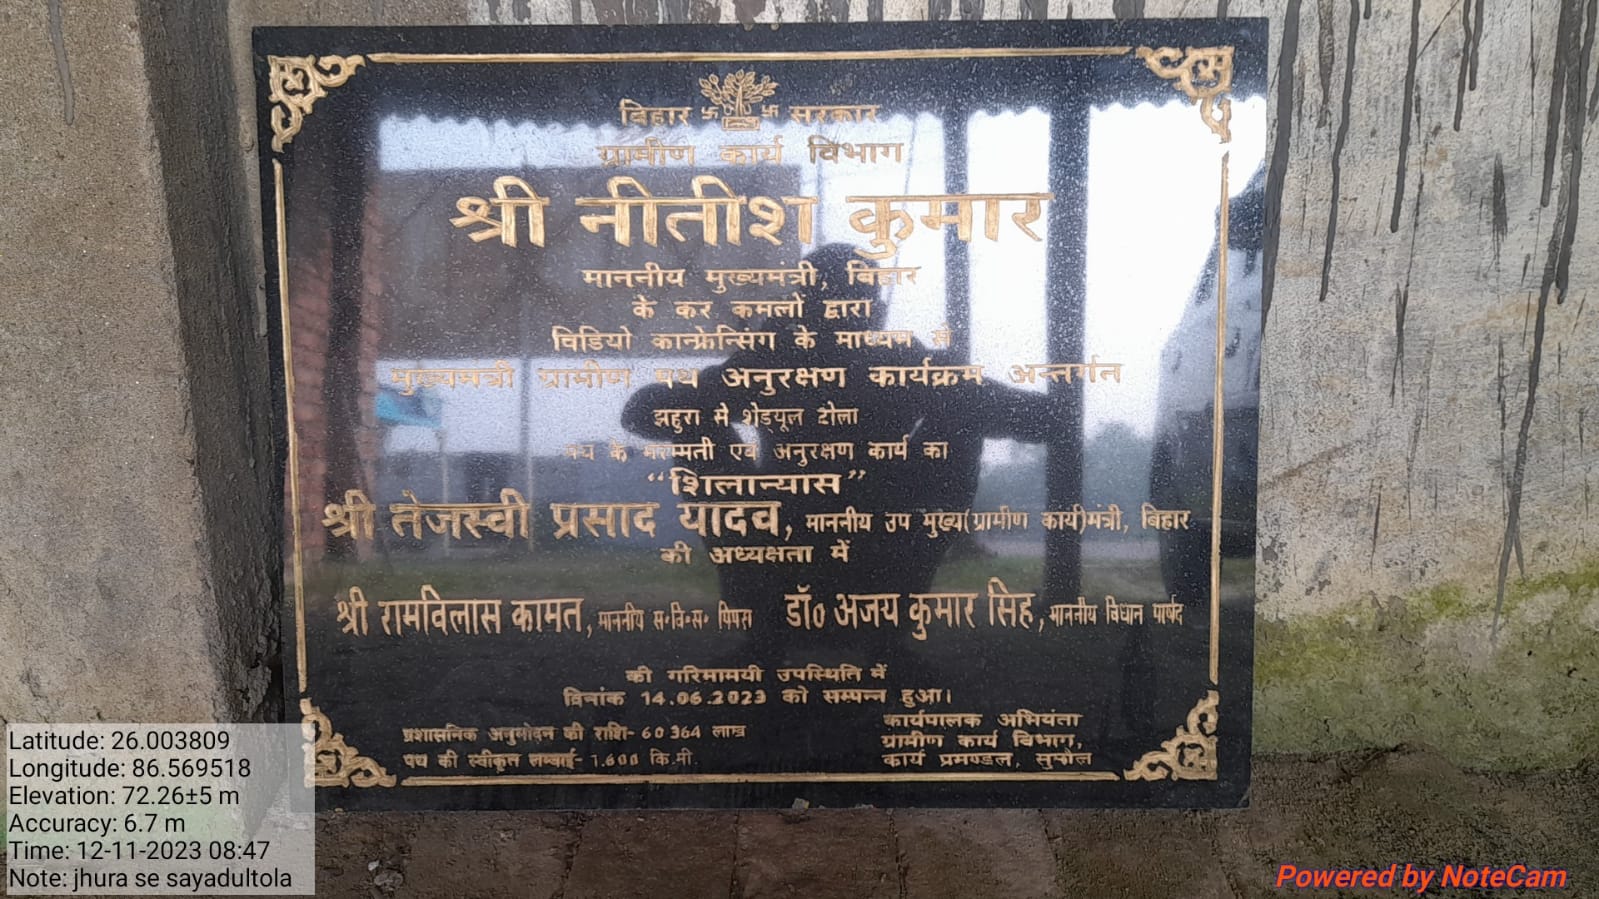 बिहार सरकार
ग्रामीण कार्य विभाग
श्री नीतीश कुमार
माननीय मुख्यमंत्री, बिहार
के कर कमलों द्वारा
विडियो कान्फ्रेन्सिंग के माध्यम से
मुख्यमंत्री ग्रामीण पथ अनुरक्षण कार्यक्रम अन्तर्गत
झहुरा से शेड्यूल टोला
पथ के मरम्मती एवं अनुरक्षण कार्य का
“शिलान्यास”
श्री तेजस्वी प्रसाद यादव, माननीय उप मुख्य(ग्रामीण कार्य)मंत्री, बिहार
की अध्यक्षता में
श्री रामविलास कामत, माननीय स॰वि॰स॰ पिपरा डॉ० अजय कुमार सिंह, माननीय विधान पार्षद
की गरिमामयी उपस्थिति में
दिनांक 14.06.2023 को सम्पन्न हुआ।
प्रशासनिक अनुमोदन की राशि- 60.364 लाख
पथ की स्वीकृत लम्बाई- 1.600 कि.मी.
कार्यपालक अभियंता
ग्रामीण कार्य विभाग,
कार्य प्रमण्डल, सुपौल
Latitude: 26.003809
Longitude: 86.569518
Elevation: 72.26±5 m
Accuracy: 6.7 m
Time: 12-11-2023 08:47
Note: jhura se sayadultola
Powered by NoteCam